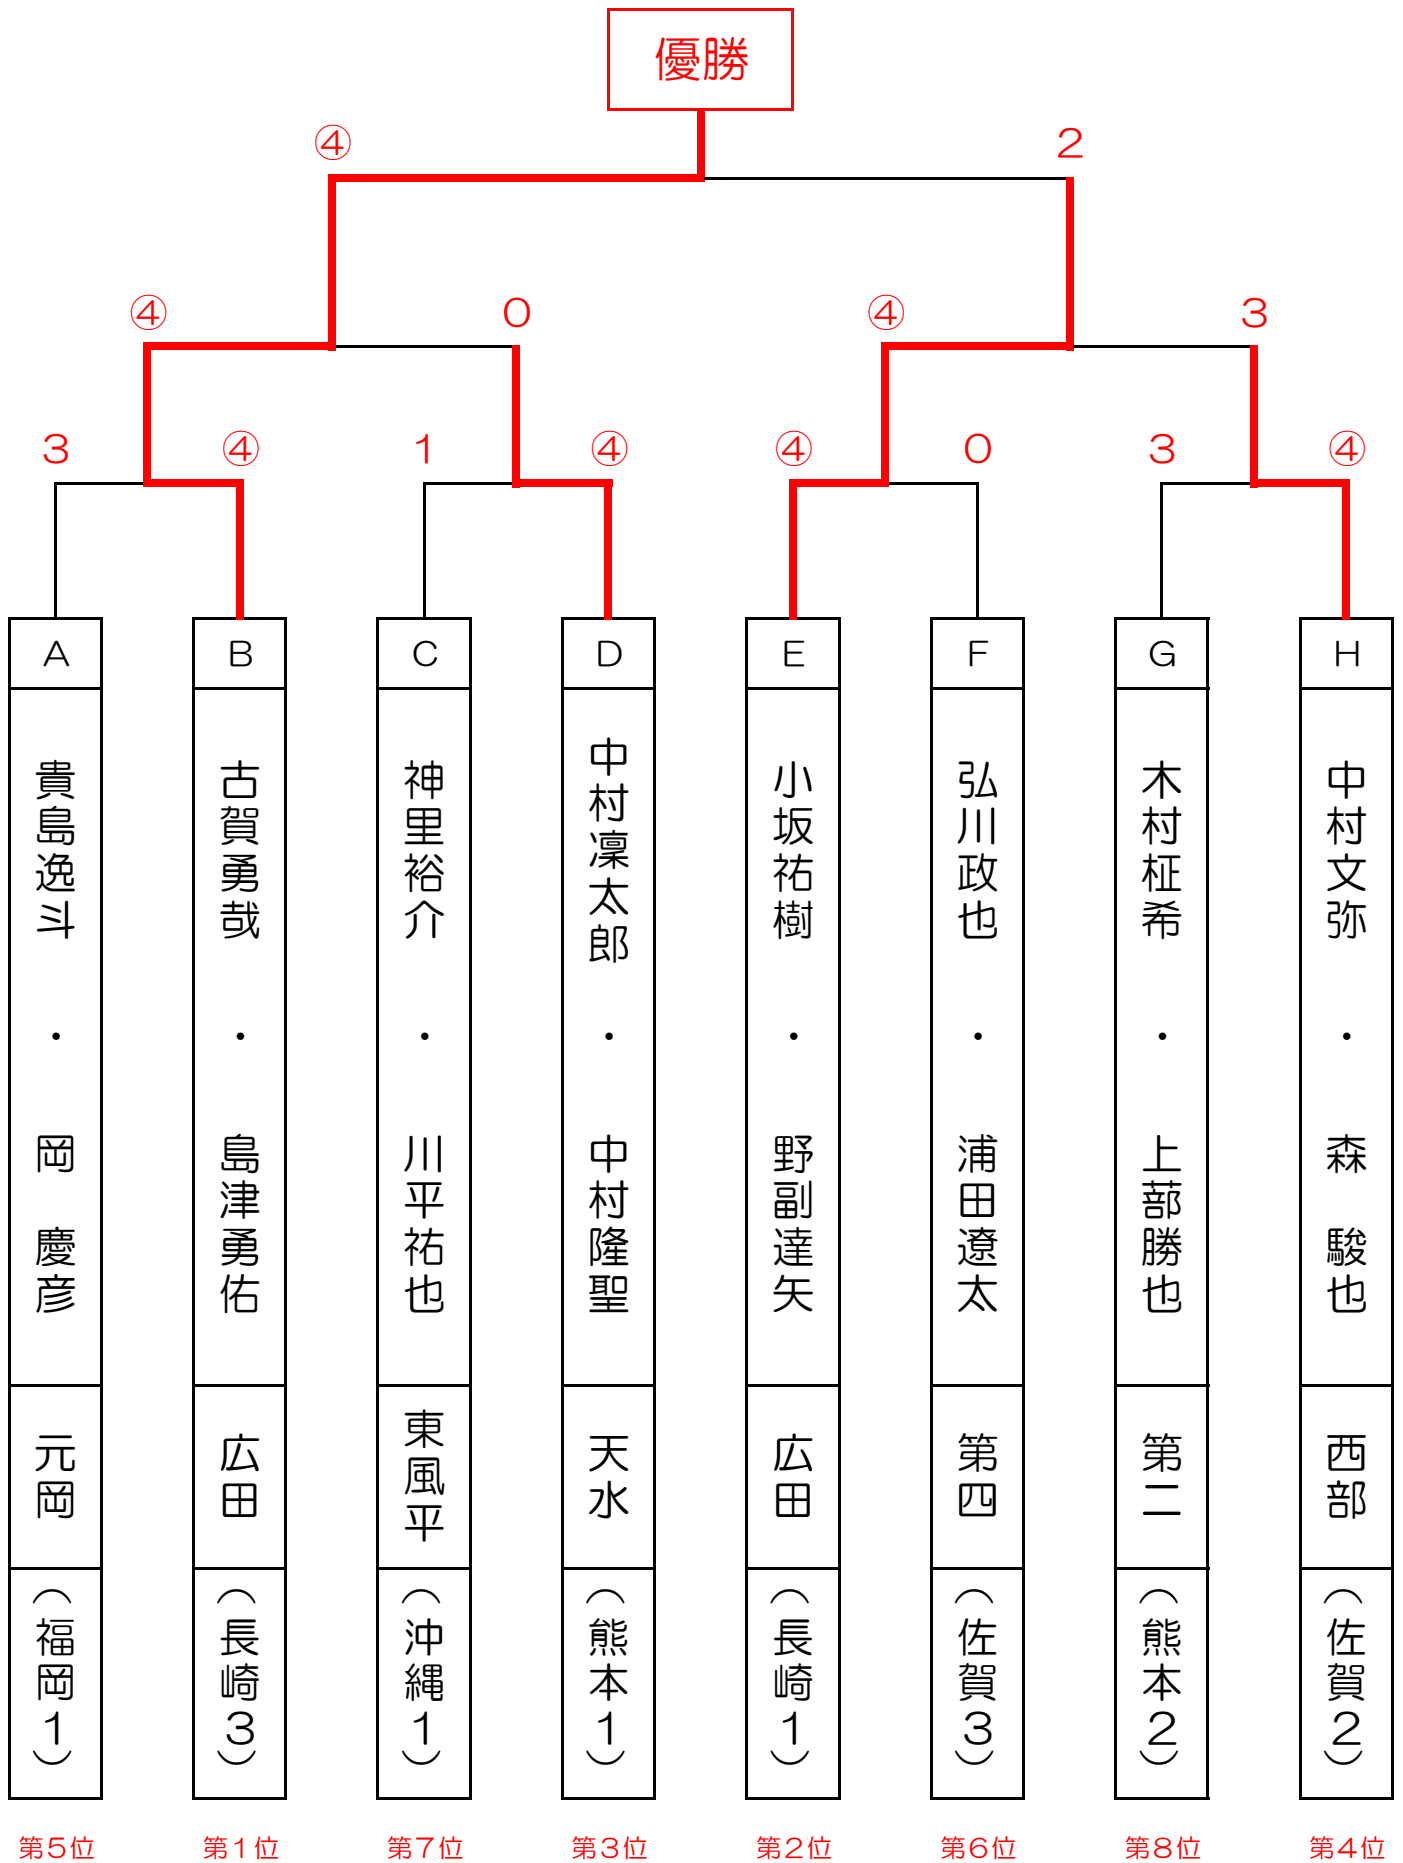 優勝
④ 2
④ 0 ④ 3
3 ④ 1 ④ ④ 0 3 ④
A B C D E F G H
貴島逸斗・岡 慶彦
元岡
(福岡1)
古賀勇哉・島津勇佑
広田
(長崎3)
神里裕介・川平祐也
東風平
(沖縄1)
中村凜太郎・中村隆聖
天水
(熊本1)
小坂祐樹・野副達矢
広田
(長崎1)
弘川政也・浦田遼太
第四
(佐賀3)
木村柾希・上蔀勝也
第二
(熊本2)
中村文弥・森 駿也
西部
(佐賀2)
第5位 第1位 第7位 第3位 第2位 第6位 第8位 第4位